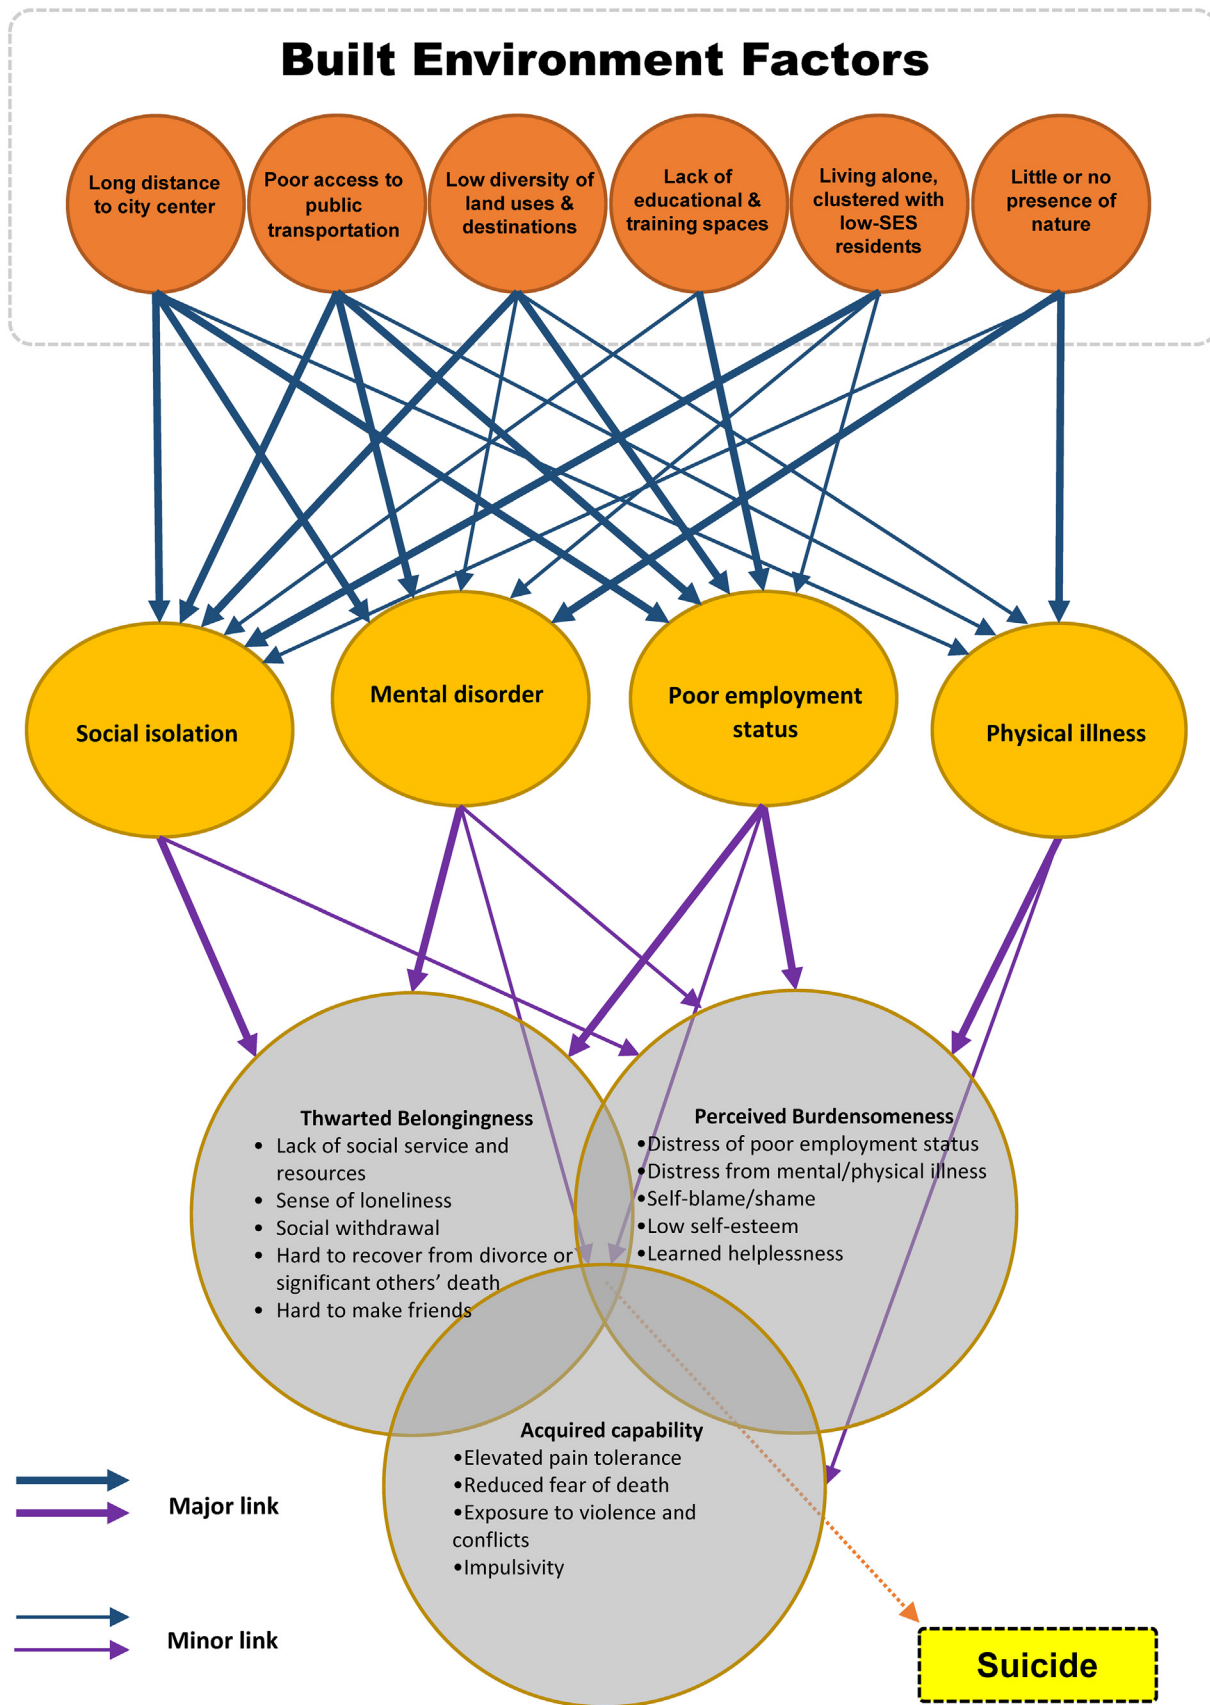 Built Environment Factors
Long distance
to city center
Poor access to
public
transportation
Low diversity of
land uses &
destinations
Lack of
educational &
training spaces
Living alone,
clustered with
low-SES
residents
Little or no
presence of
nature
Social isolation
Mental disorder
Poor employment
status
Physical illness
Thwarted Belongingness
• Lack of social service and
resources
• Sense of loneliness
• Social withdrawal
• Hard to recover from divorce or
significant others’ death
• Hard to make friends
Perceived Burdensomeness
•Distress of poor employment status
•Distress from mental/physical illness
•Self-blame/shame
•Low self-esteem
•Learned helplessness
Acquired capability
•Elevated pain tolerance
•Reduced fear of death
•Exposure to violence and
conflicts
•Impulsivity
Major link
Minor link
Suicide